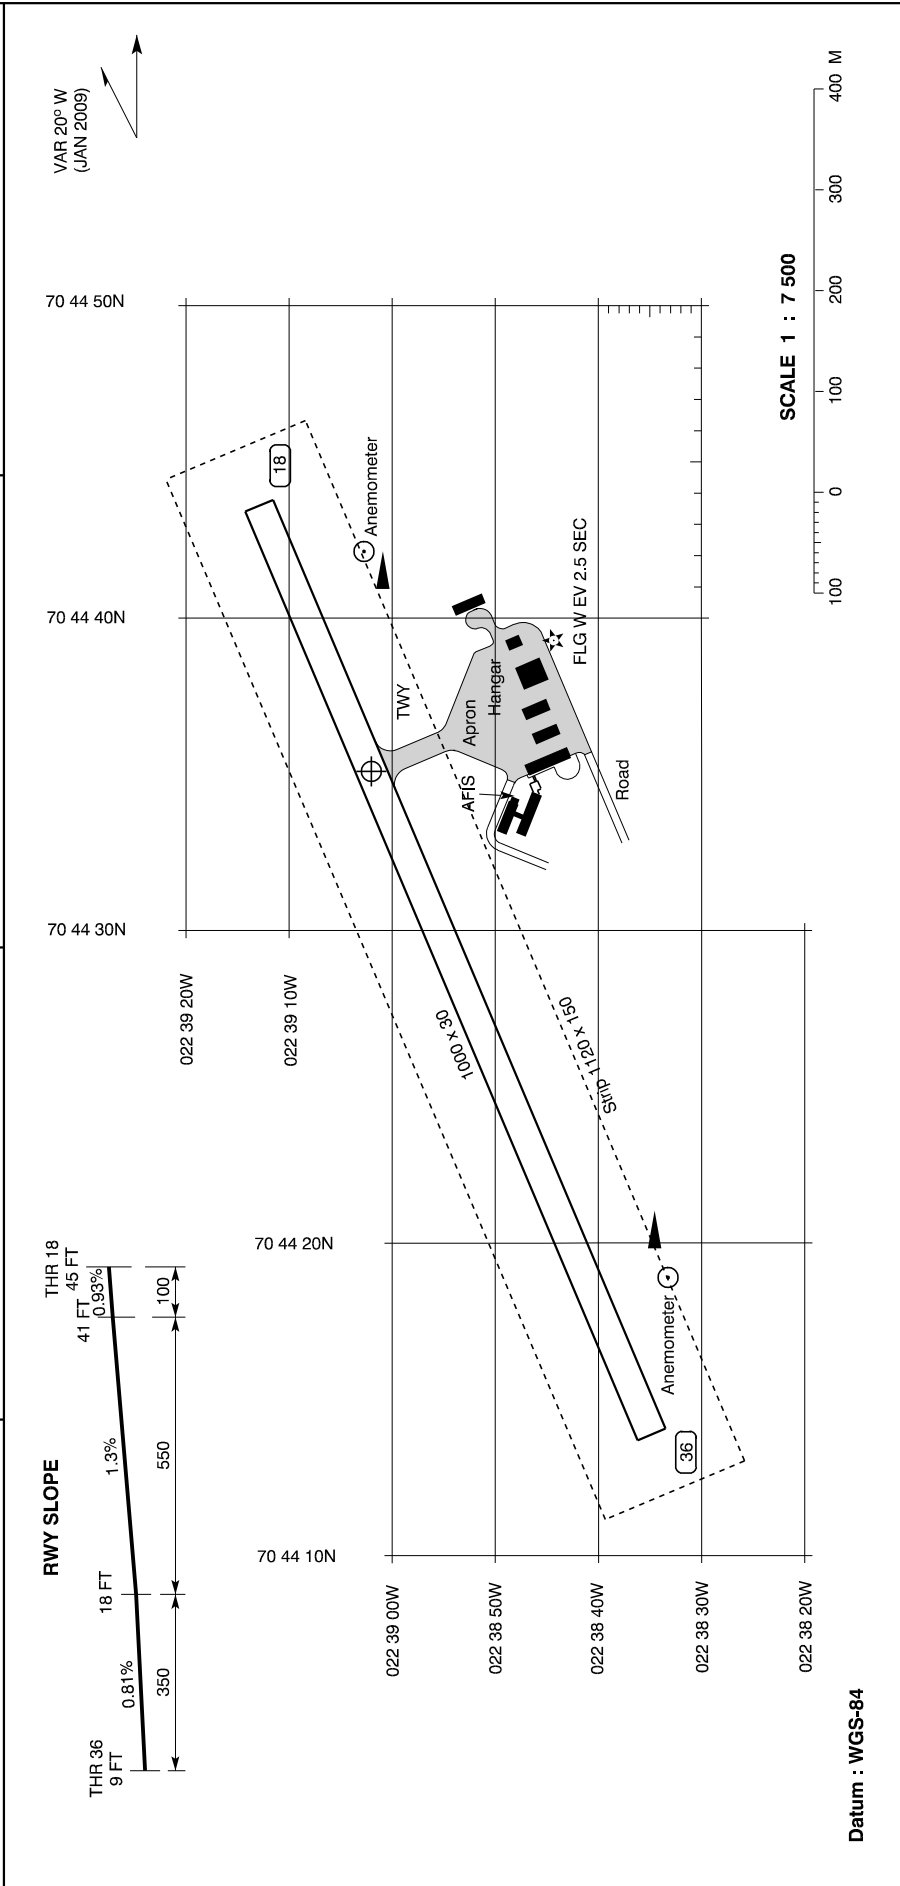 VAR 20° W
(JAN 2009)
70 44 50N
70 44 40N
70 44 30N
70 44 20N
70 44 10N
022 39 20W
022 39 10W
022 39 00W
022 38 50W
022 38 40W
022 38 30W
022 38 20W
18
Anemometer
TWY
Apron
Hangar
AFIS
FLG W EV 2.5 SEC
Road
1000 x 30
Strip 1120 x 150
Anemometer
36
SCALE 1 : 7 500
100
0
100
200
300
400 M
RWY SLOPE
THR 36
9 FT
0.81%
350
18 FT
1.3%
550
41 FT
0.93%
100
THR 18
45 FT
Datum : WGS-84